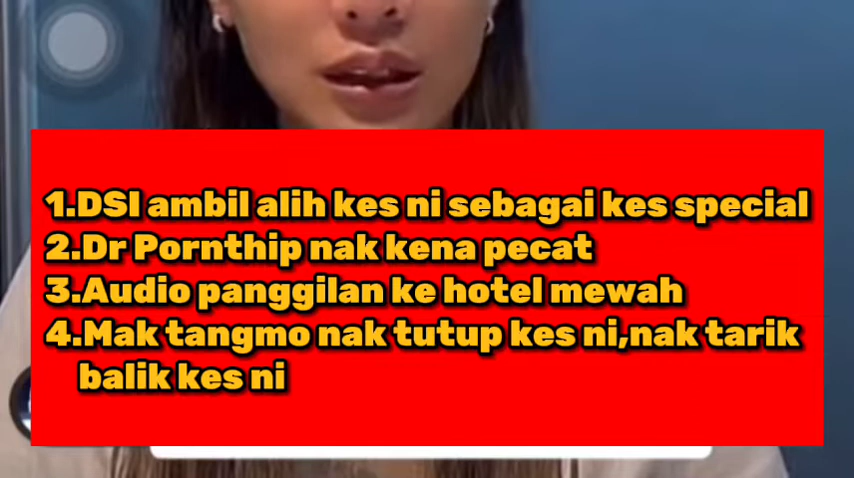 1.DSI ambil alih kes ni sebagai kes special
2.Dr Pornthip nak kena pecat
3.Audio panggilan ke hotel mewah
4.Mak tangmo nak tutup kes ni,nak tarik
balik kes ni